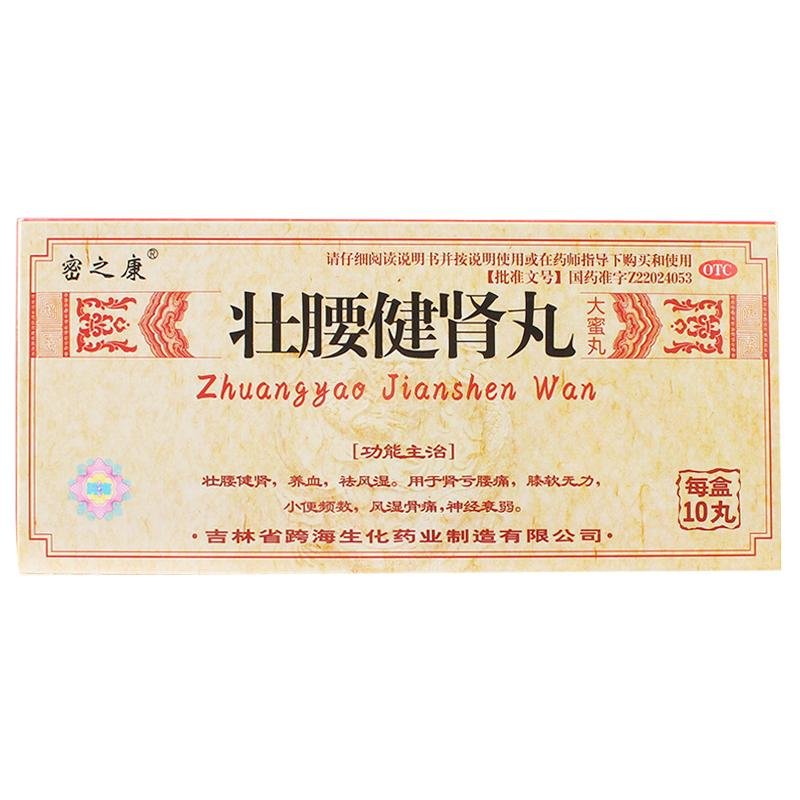 密之康®
请仔细阅读说明书并按说明使用或在药师指导下购买和使用
【批准文号】国药准字Z22024053
OTC
壮腰健肾丸
大蜜丸
Zhuangyao Jianshen Wan
[功能主治]
壮腰健肾，养血，祛风湿。用于肾亏腰痛，膝软无力，
小便频数，风湿骨痛，神经衰弱。
每盒
10丸
·吉林省跨海生化药业制造有限公司·